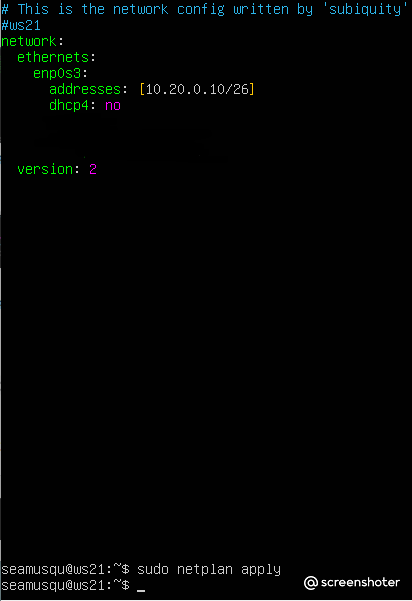 # This is the network config written by 'subiquity'
#ws21
network:
  ethernets:
    enp0s3:
      addresses: [10.20.0.10/26]
      dhcp4: no
  version: 2
seamusqu@ws21:~$ sudo netplan apply
seamusqu@ws21:~$ _
@ screenshoter